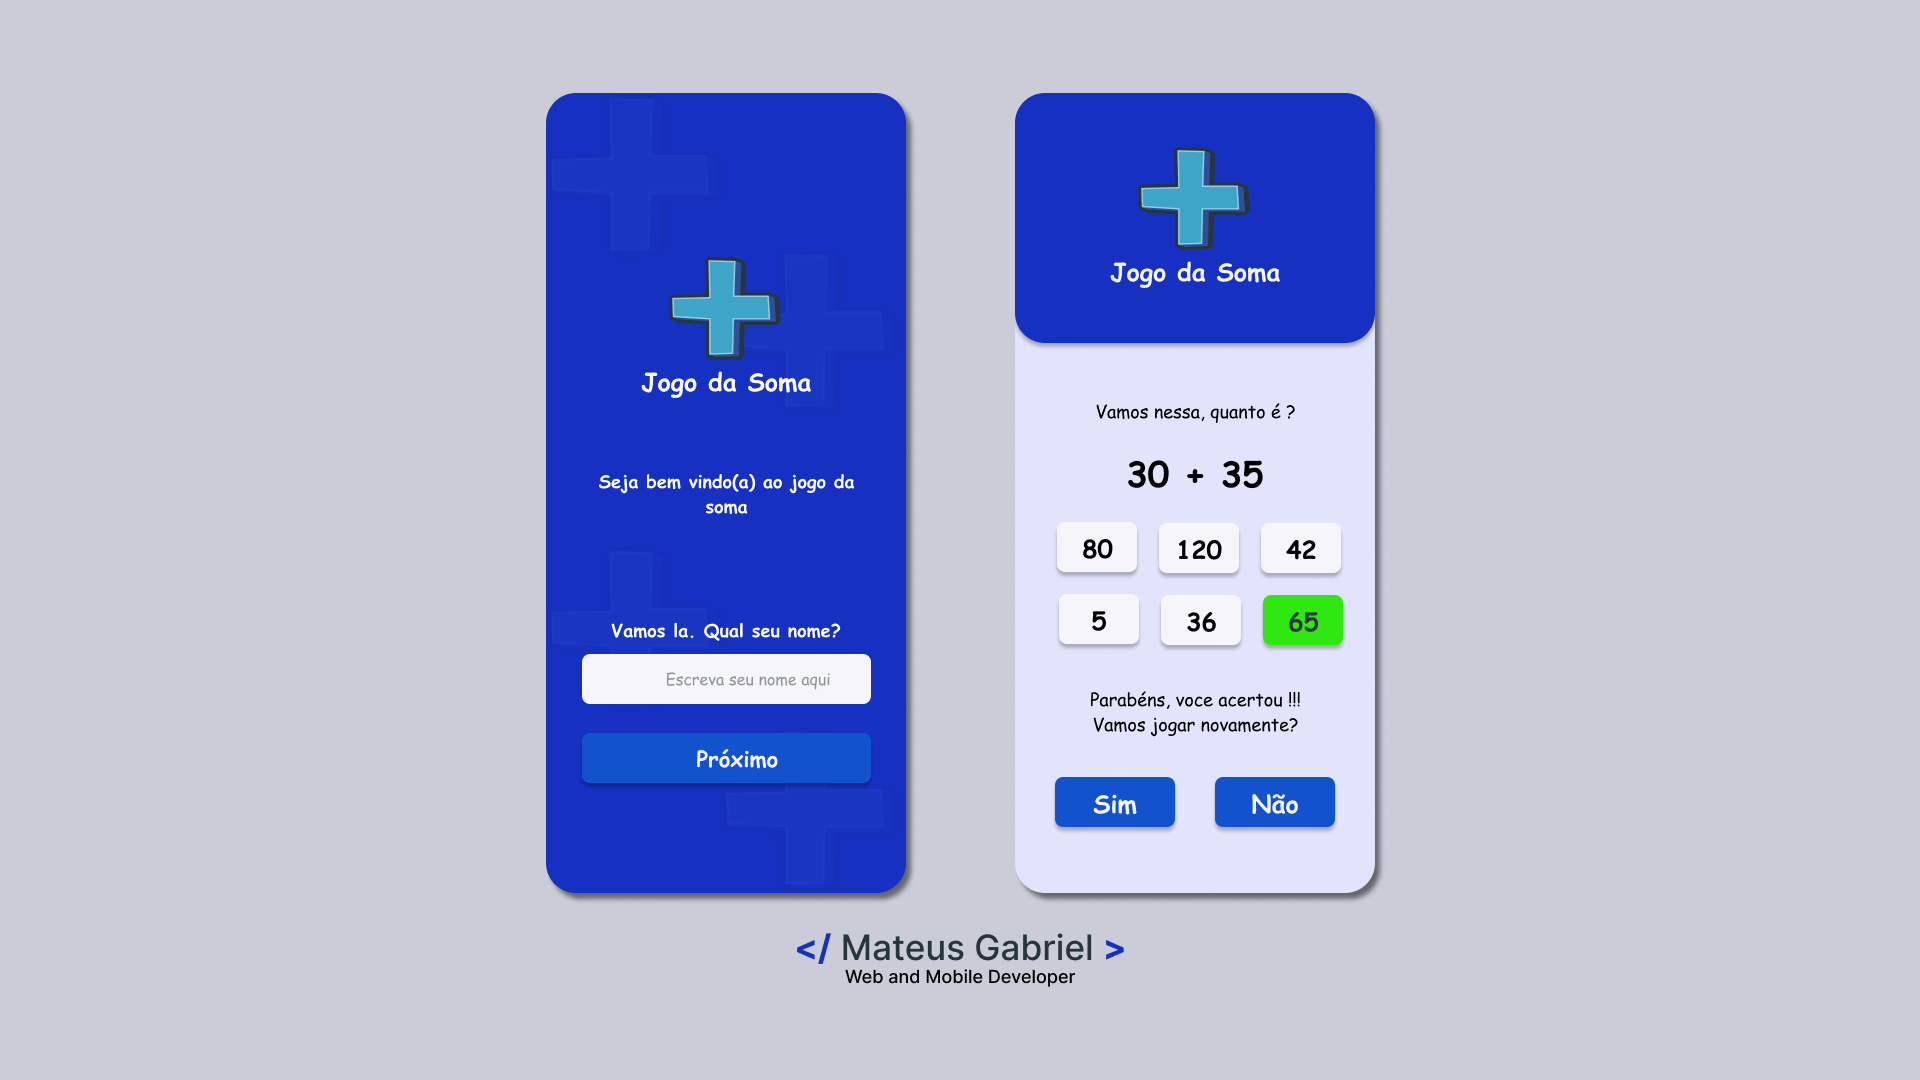 Jogo da Soma
Seja bem vindo(a) ao jogo da
soma
Vamos la. Qual seu nome?
Escreva seu nome aqui
Próximo
Jogo da Soma
Vamos nessa, quanto é ?
30 + 35
80 120 42
5 36 65
Parabéns, voce acertou !!!
Vamos jogar novamente?
Sim Não
</ Mateus Gabriel >
Web and Mobile Developer